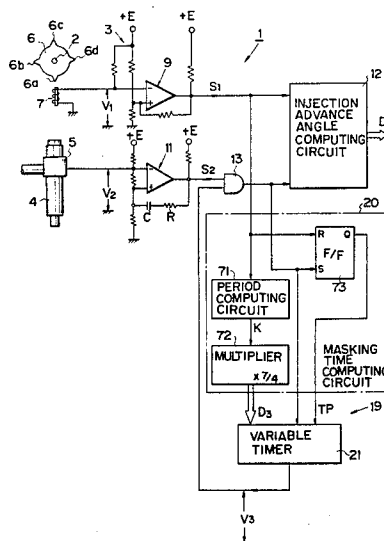 +E
+E
6c
2
6
3
6d
6b
9
1
6a
7
S1
12
V1
INJECTION
ADVANCE
ANGLE
COMPUTING
CIRCUIT
D
+E
+E
5
11
S2
13
V2
20
4
C
R
R
Q
F/F
S
73
71
PERIOD
COMPUTING
CIRCUIT
K
72
MULTIPLIER
x 7/4
MASKING
TIME
COMPUTING
CIRCUIT
D3
TP
19
VARIABLE
TIMER
21
V3